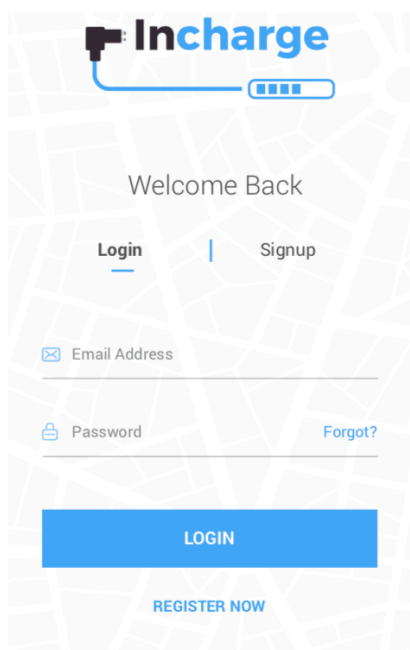 Incharge
Welcome Back
Login | Signup
Email Address
Password Forgot?
LOGIN
REGISTER NOW